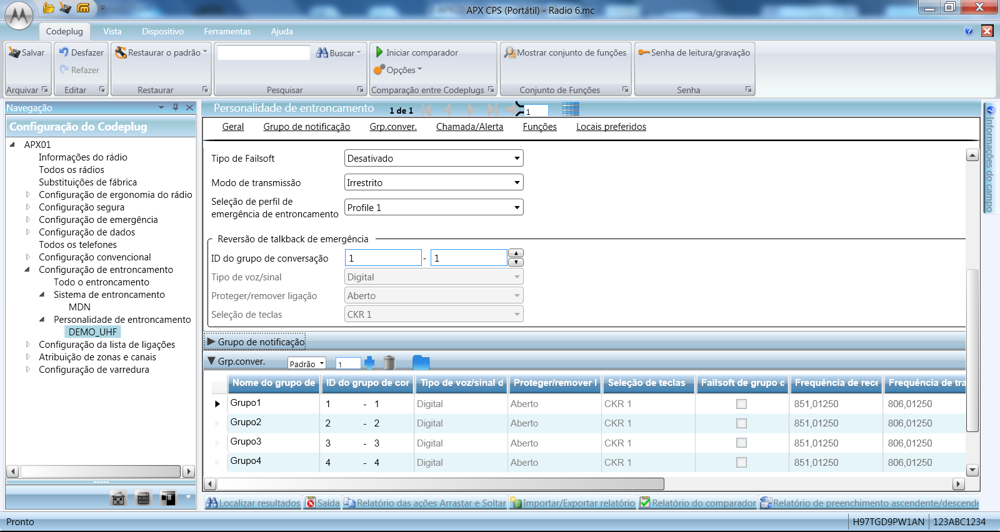 APX CPS (Portátil) - Radio 6.mc
Codeplug
Vista
Dispositivo
Ferramentas
Ajuda
Salvar
Desfazer
Refazer
Restaurar o padrão
Buscar
Iniciar comparador
Opções
Mostrar conjunto de funções
Senha de leitura/gravação
Arquivar
Editar
Restaurar
Pesquisar
Comparação entre Codeplugs
Conjunto de Funções
Senha
Navegação
Configuração do Codeplug
APX01
Informações do rádio
Todos os rádios
Substituições de fábrica
Configuração de ergonomia do rádio
Configuração segura
Configuração de emergência
Configuração de dados
Todos os telefones
Configuração convencional
Configuração de entroncamento
Todo o entroncamento
Sistema de entroncamento
MDN
Personalidade de entroncamento
DEMO_UHF
Configuração da lista de ligações
Atribuição de zonas e canais
Configuração de varredura
Personalidade de entroncamento
1 de 1
1
Geral
Grupo de notificação
Grp.conver.
Chamada/Alerta
Funções
Locais preferidos
Tipo de Failsoft
Desativado
Modo de transmissão
Irrestrito
Seleção de perfil de
emergência de entroncamento
Profile 1
Reversão de talkback de emergência
ID do grupo de conversação
1 - 1
Tipo de voz/sinal
Digital
Proteger/remover ligação
Aberto
Seleção de teclas
CKR 1
Grupo de notificação
Grp.conver.
Padrão
1
Nome do grupo de
ID do grupo de cor
Tipo de voz/sinal d
Proteger/remover l
Seleção de teclas
Failsoft de grupo d
Frequência de rece
Frequência de tra
Grupo1 1 - 1 Digital Aberto CKR 1 851,01250 806,01250
Grupo2 2 - 2 Digital Aberto CKR 1 851,01250 806,01250
Grupo3 3 - 3 Digital Aberto CKR 1 851,01250 806,01250
Grupo4 4 - 4 Digital Aberto CKR 1 851,01250 806,01250
Informações do campo
Localizar resultados
Saída
Relatório das ações Arrastar e Soltar
Importar/Exportar relatório
Relatório do comparador
Relatório de preenchimento ascendente/descende
Pronto
H97TGD9PW1AN
123ABC1234